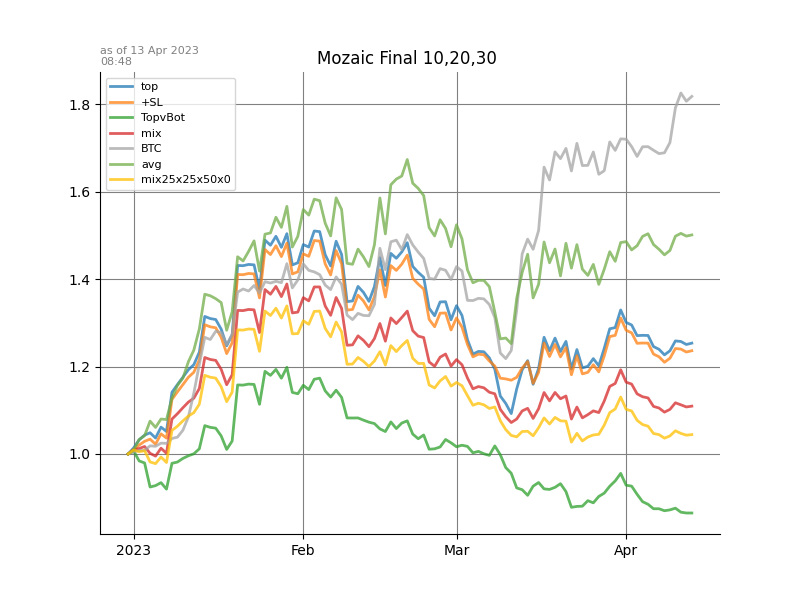 as of 13 Apr 2023
08:48
Mozaic Final 10,20,30
top
+SL
TopvBot
mix
BTC
avg
mix25x25x50x0
1.8
1.6
1.4
1.2
1.0
2023
Feb
Mar
Apr